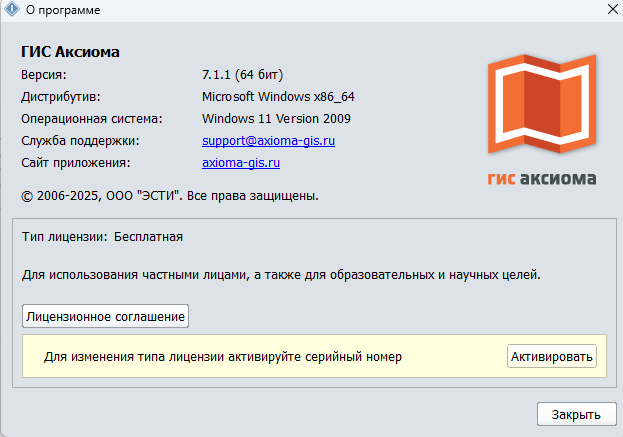 О программе
ГИС Аксиома
Версия: 7.1.1 (64 бит)
Дистрибутив: Microsoft Windows x86_64
Операционная система: Windows 11 Version 2009
Служба поддержки: support@axioma-gis.ru
Сайт приложения: axioma-gis.ru
гис аксиома
© 2006-2025, ООО "ЭСТИ". Все права защищены.
Тип лицензии: Бесплатная
Для использования частными лицами, а также для образовательных и научных целей.
Лицензионное соглашение
Для изменения типа лицензии активируйте серийный номер Активировать
Закрыть